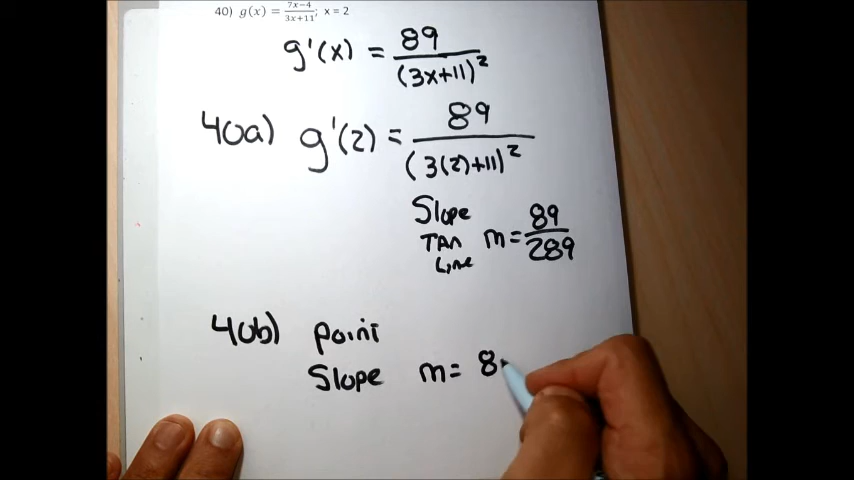 40) g(x) = 7x−4/3x+11; x = 2
g'(x) = 89/(3x+11)²
40a) g'(2) = 89/(3(2)+11)²
Slope
TAN m = 89/289
Line
40b) point
Slope m = 8